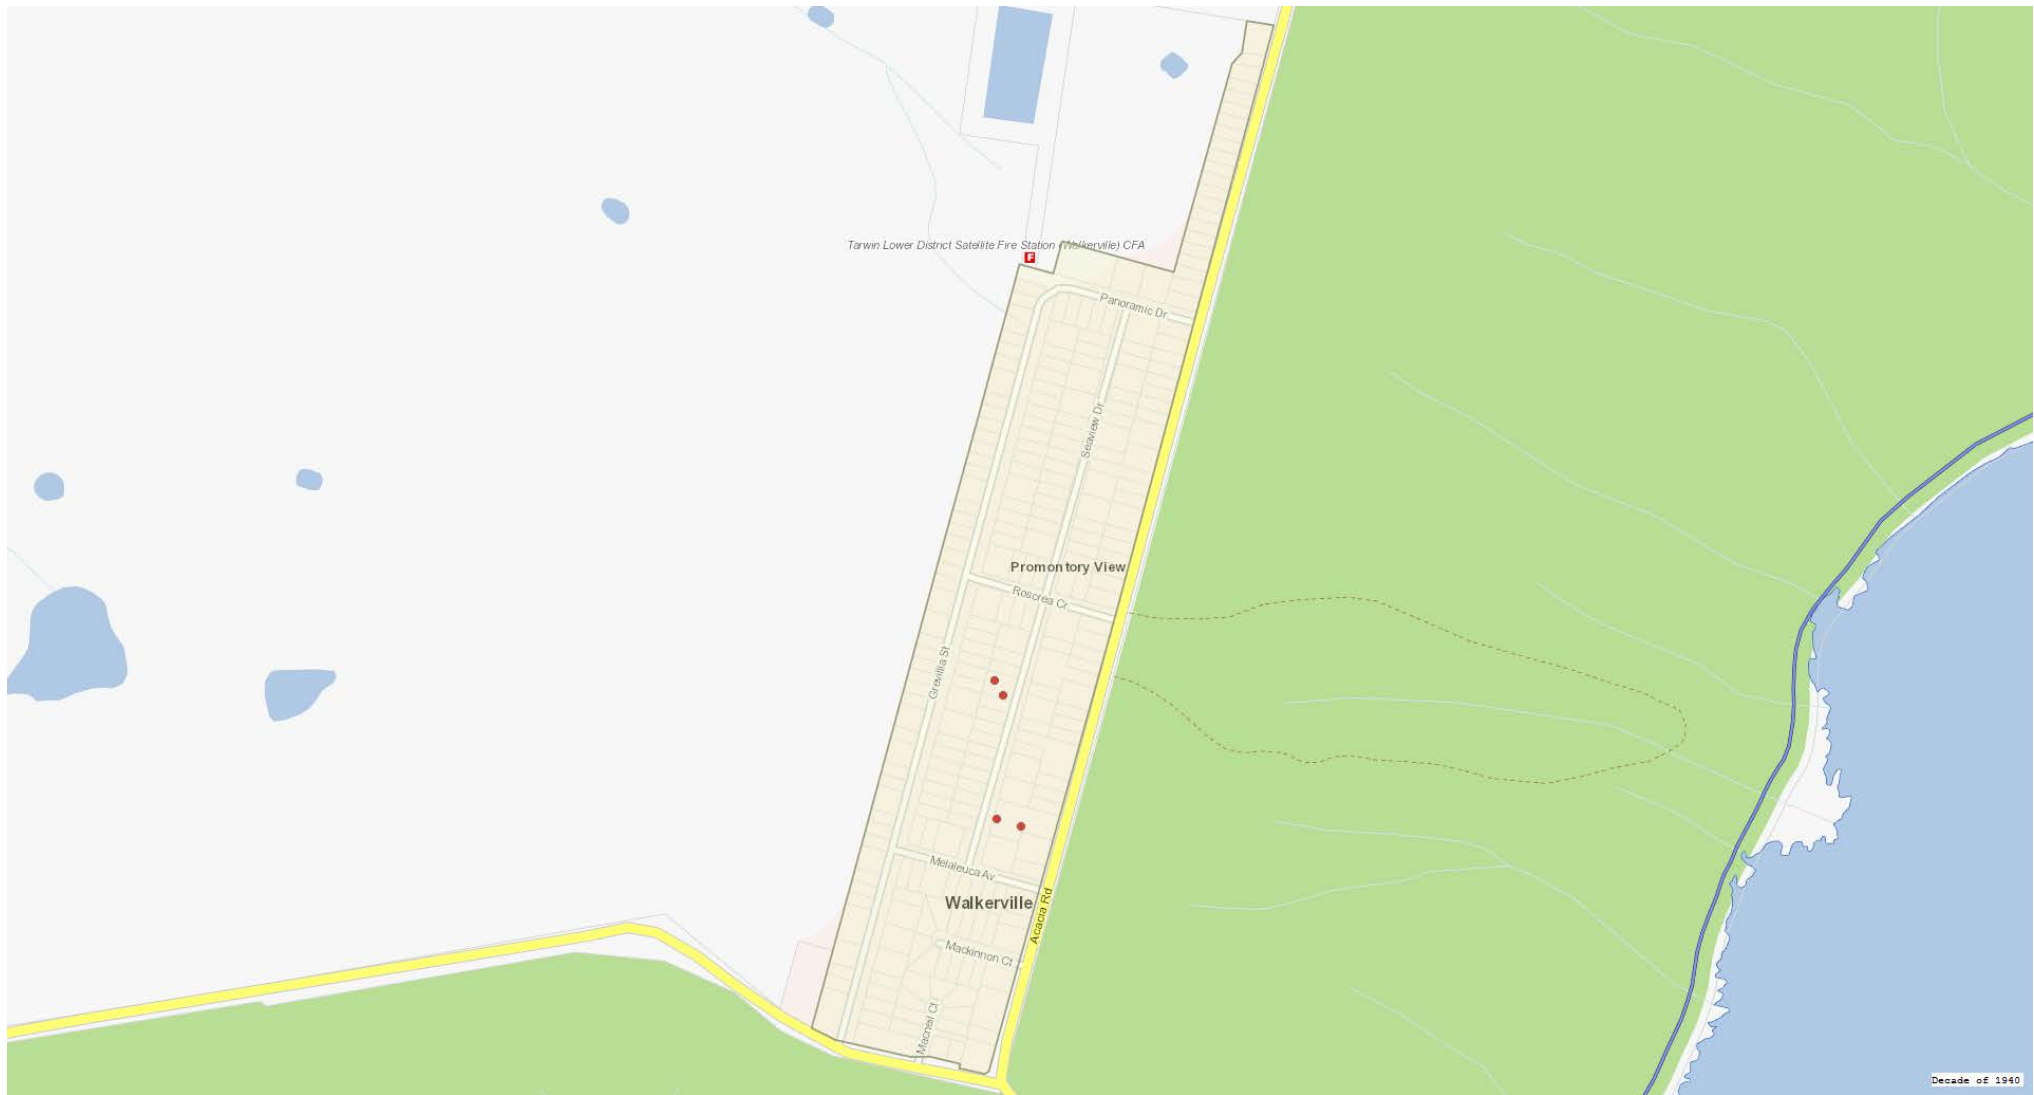 Tarwin Lower District Satellite Fire Station (Walkerville) CFA
F
Panoramic Dr
Seaview Dr
Promontory View
Roscrea Cr
Grevillia St
Melaleuca Av
Walkerville
Acacia Rd
Mackinnon Ct
Macneil Ct
Decade of 1940